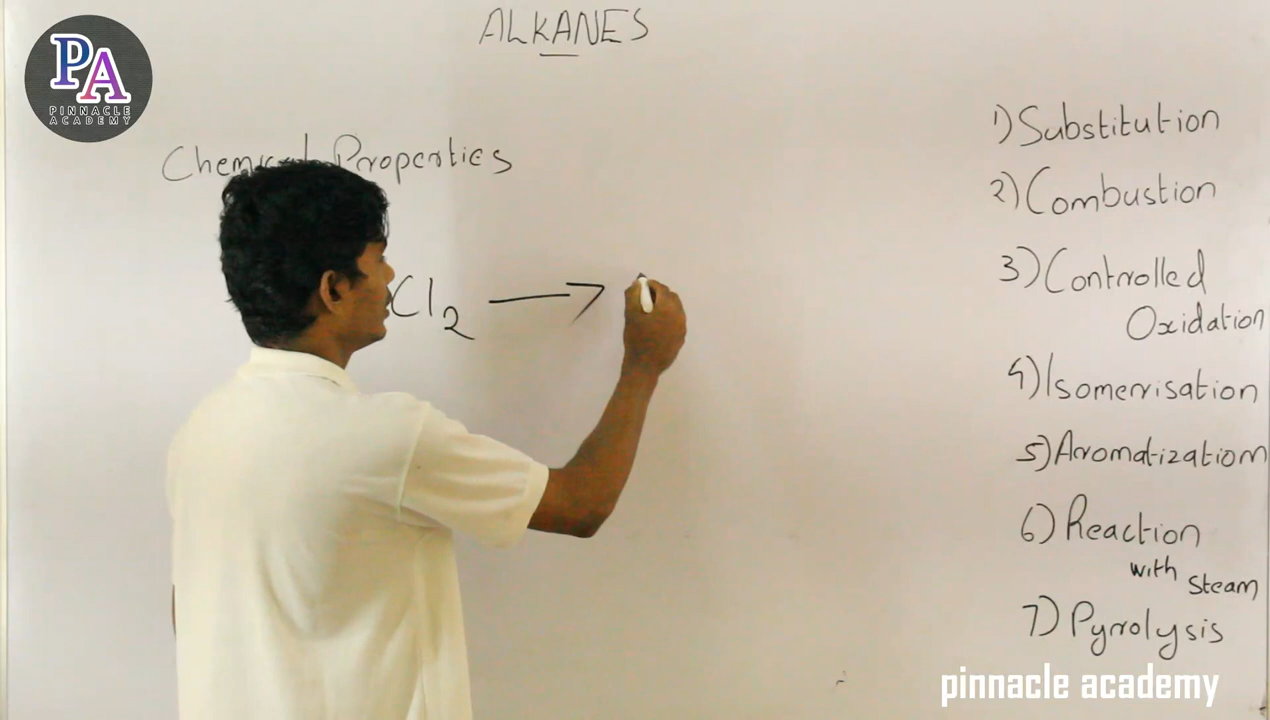 ALKANES
PA
PINNACLE
ACADEMY
Chemical Properties
Cl2 →
1) Substitution
2) Combustion
3) Controlled
Oxidation
4) Isomerisation
5) Aromatization
6) Reaction
with Steam
7) Pyrolysis
pinnacle academy